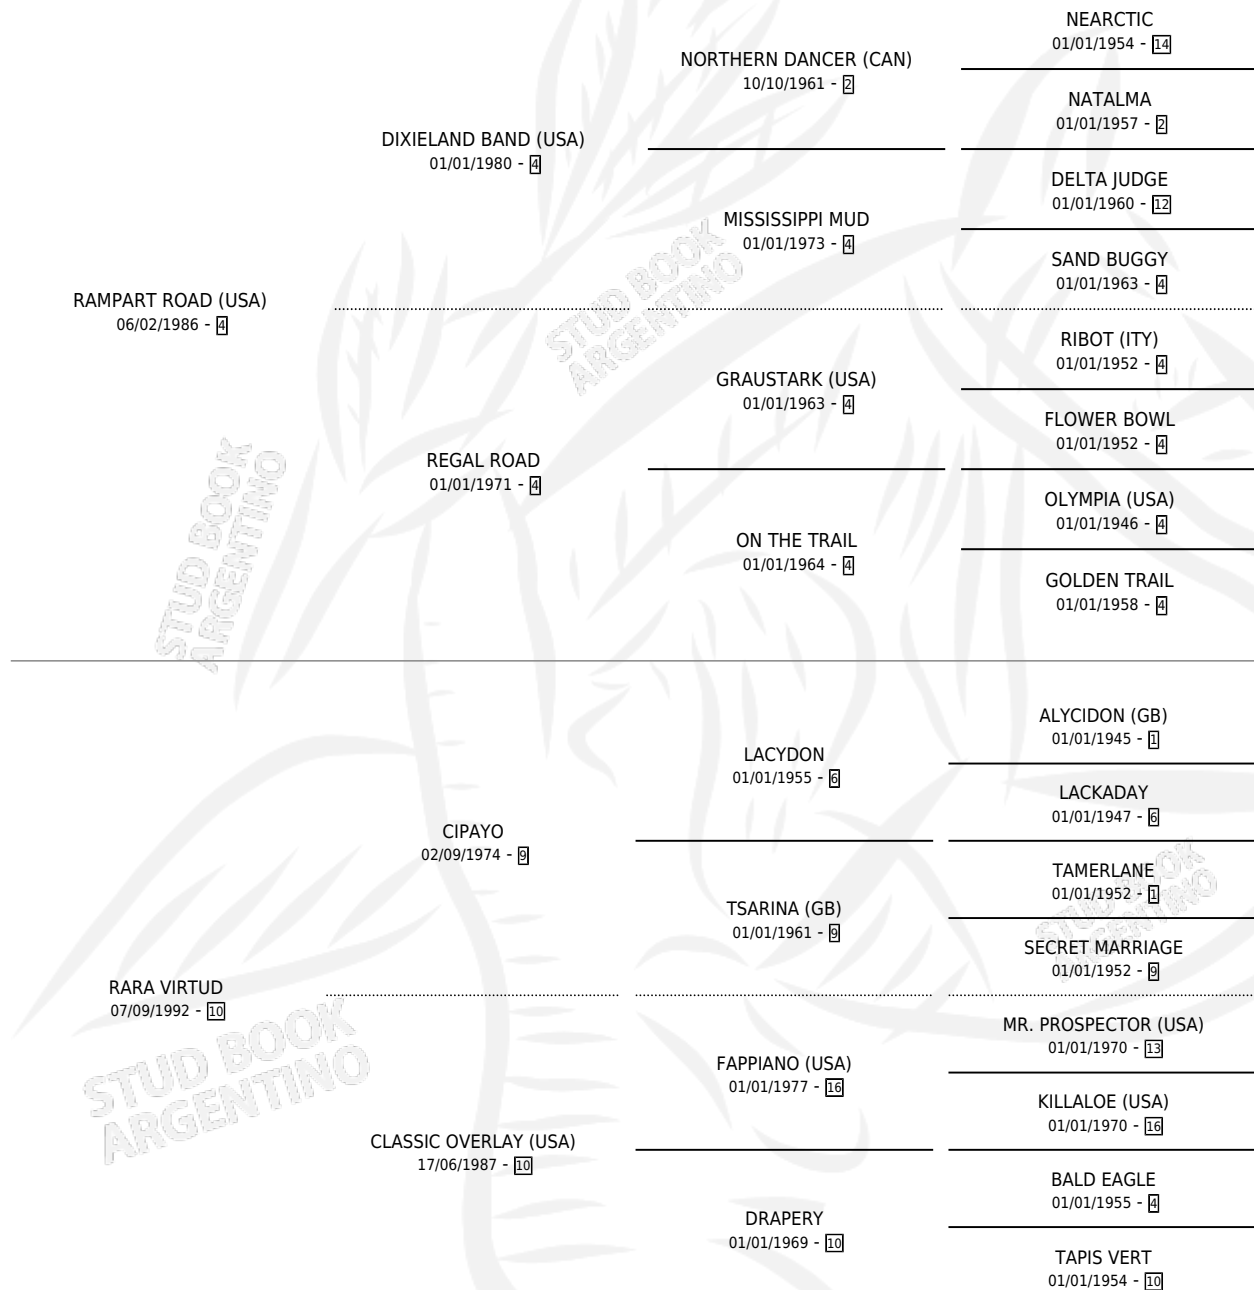 NEARCTIC
01/01/1954 - 14
NORTHERN DANCER (CAN)
10/10/1961 - 2
NATALMA
01/01/1957 - 2
DIXIELAND BAND (USA)
01/01/1980 - 4
DELTA JUDGE
01/01/1960 - 12
MISSISSIPPI MUD
01/01/1973 - 4
SAND BUGGY
01/01/1963 - 4
RAMPART ROAD (USA)
06/02/1986 - 4
STUD BOOK
ARGENTINO
RIBOT (ITY)
01/01/1952 - 4
GRAUSTARK (USA)
01/01/1963 - 4
FLOWER BOWL
01/01/1952 - 4
REGAL ROAD
01/01/1971 - 4
OLYMPIA (USA)
01/01/1946 - 4
ON THE TRAIL
01/01/1964 - 4
GOLDEN TRAIL
01/01/1958 - 4
STUD BOOK
ARGENTINO
ALYCIDON (GB)
01/01/1945 - 1
LACYDON
01/01/1955 - 6
LACKADAY
01/01/1947 - 6
CIPAYO
02/09/1974 - 9
TAMERLANE
01/01/1952 - 1
TSARINA (GB)
01/01/1961 - 9
SECRET MARRIAGE
01/01/1952 - 9
STUD BOOK
ARGENTINO
RARA VIRTUD
07/09/1992 - 10
MR. PROSPECTOR (USA)
01/01/1970 - 13
FAPPIANO (USA)
01/01/1977 - 16
KILLALOE (USA)
01/01/1970 - 16
STUD BOOK
ARGENTINO
CLASSIC OVERLAY (USA)
17/06/1987 - 10
BALD EAGLE
01/01/1955 - 4
DRAPERY
01/01/1969 - 10
TAPIS VERT
01/01/1954 - 10